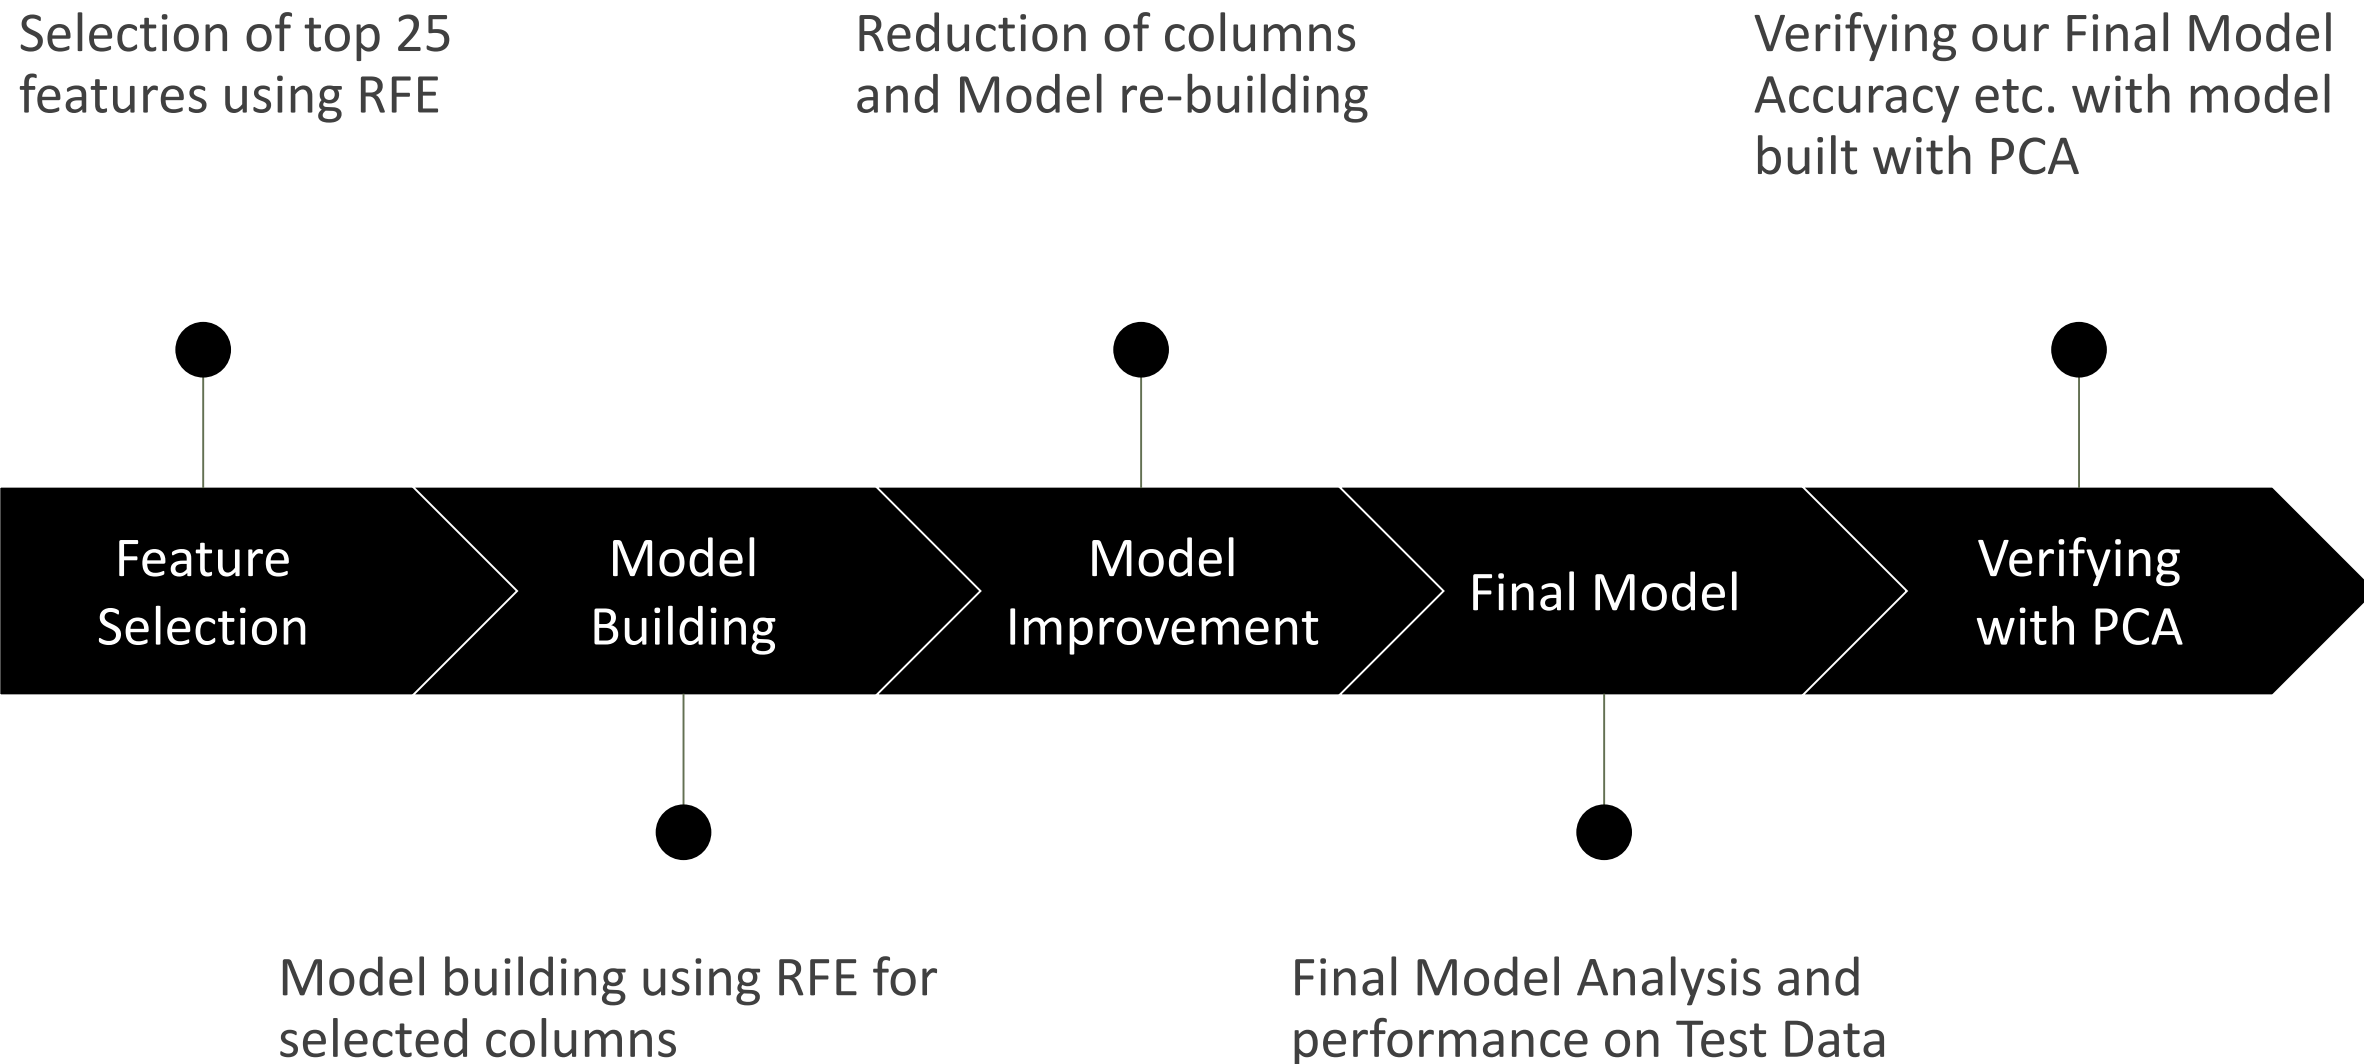 Selection of top 25
features using RFE
Reduction of columns
and Model re-building
Verifying our Final Model
Accuracy etc. with model
built with PCA
Feature
Selection
Model
Building
Model
Improvement
Final Model
Verifying
with PCA
Model building using RFE for
selected columns
Final Model Analysis and
performance on Test Data